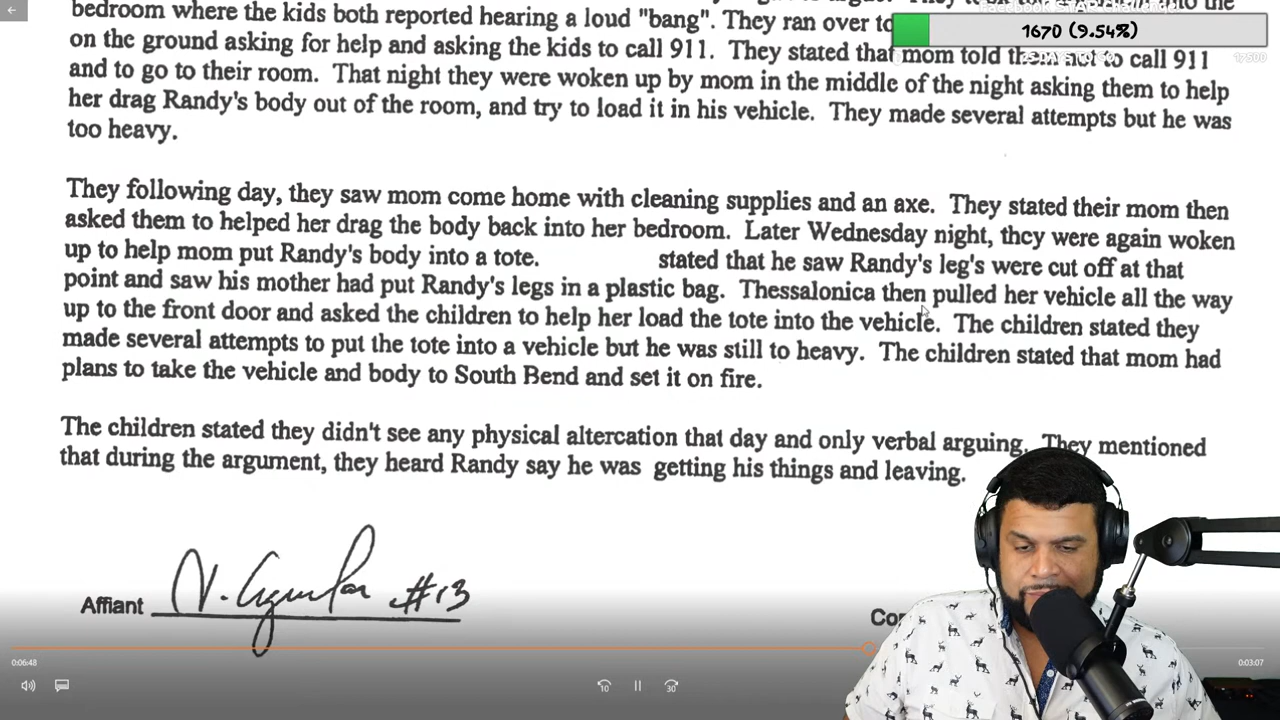 bedroom where the kids both reported hearing a loud "bang". They ran over to
on the ground asking for help and asking the kids to call 911. They stated that mom told them not to call 911
and to go to their room. That night they were woken up by mom in the middle of the night asking them to help
her drag Randy's body out of the room, and try to load it in his vehicle. They made several attempts but he was
too heavy.
They following day, they saw mom come home with cleaning supplies and an axe. They stated their mom then
asked them to helped her drag the body back into her bedroom. Later Wednesday night, they were again woken
up to help mom put Randy's body into a tote. stated that he saw Randy's leg's were cut off at that
point and saw his mother had put Randy's legs in a plastic bag. Thessalonica then pulled her vehicle all the way
up to the front door and asked the children to help her load the tote into the vehicle. The children stated they
made several attempts to put the tote into a vehicle but he was still to heavy. The children stated that mom had
plans to take the vehicle and body to South Bend and set it on fire.
The children stated they didn't see any physical altercation that day and only verbal arguing. They mentioned
that during the argument, they heard Randy say he was getting his things and leaving.
Affiant #13
1670 (9.54%)
17500
0:06:48
10
30
0:03:07